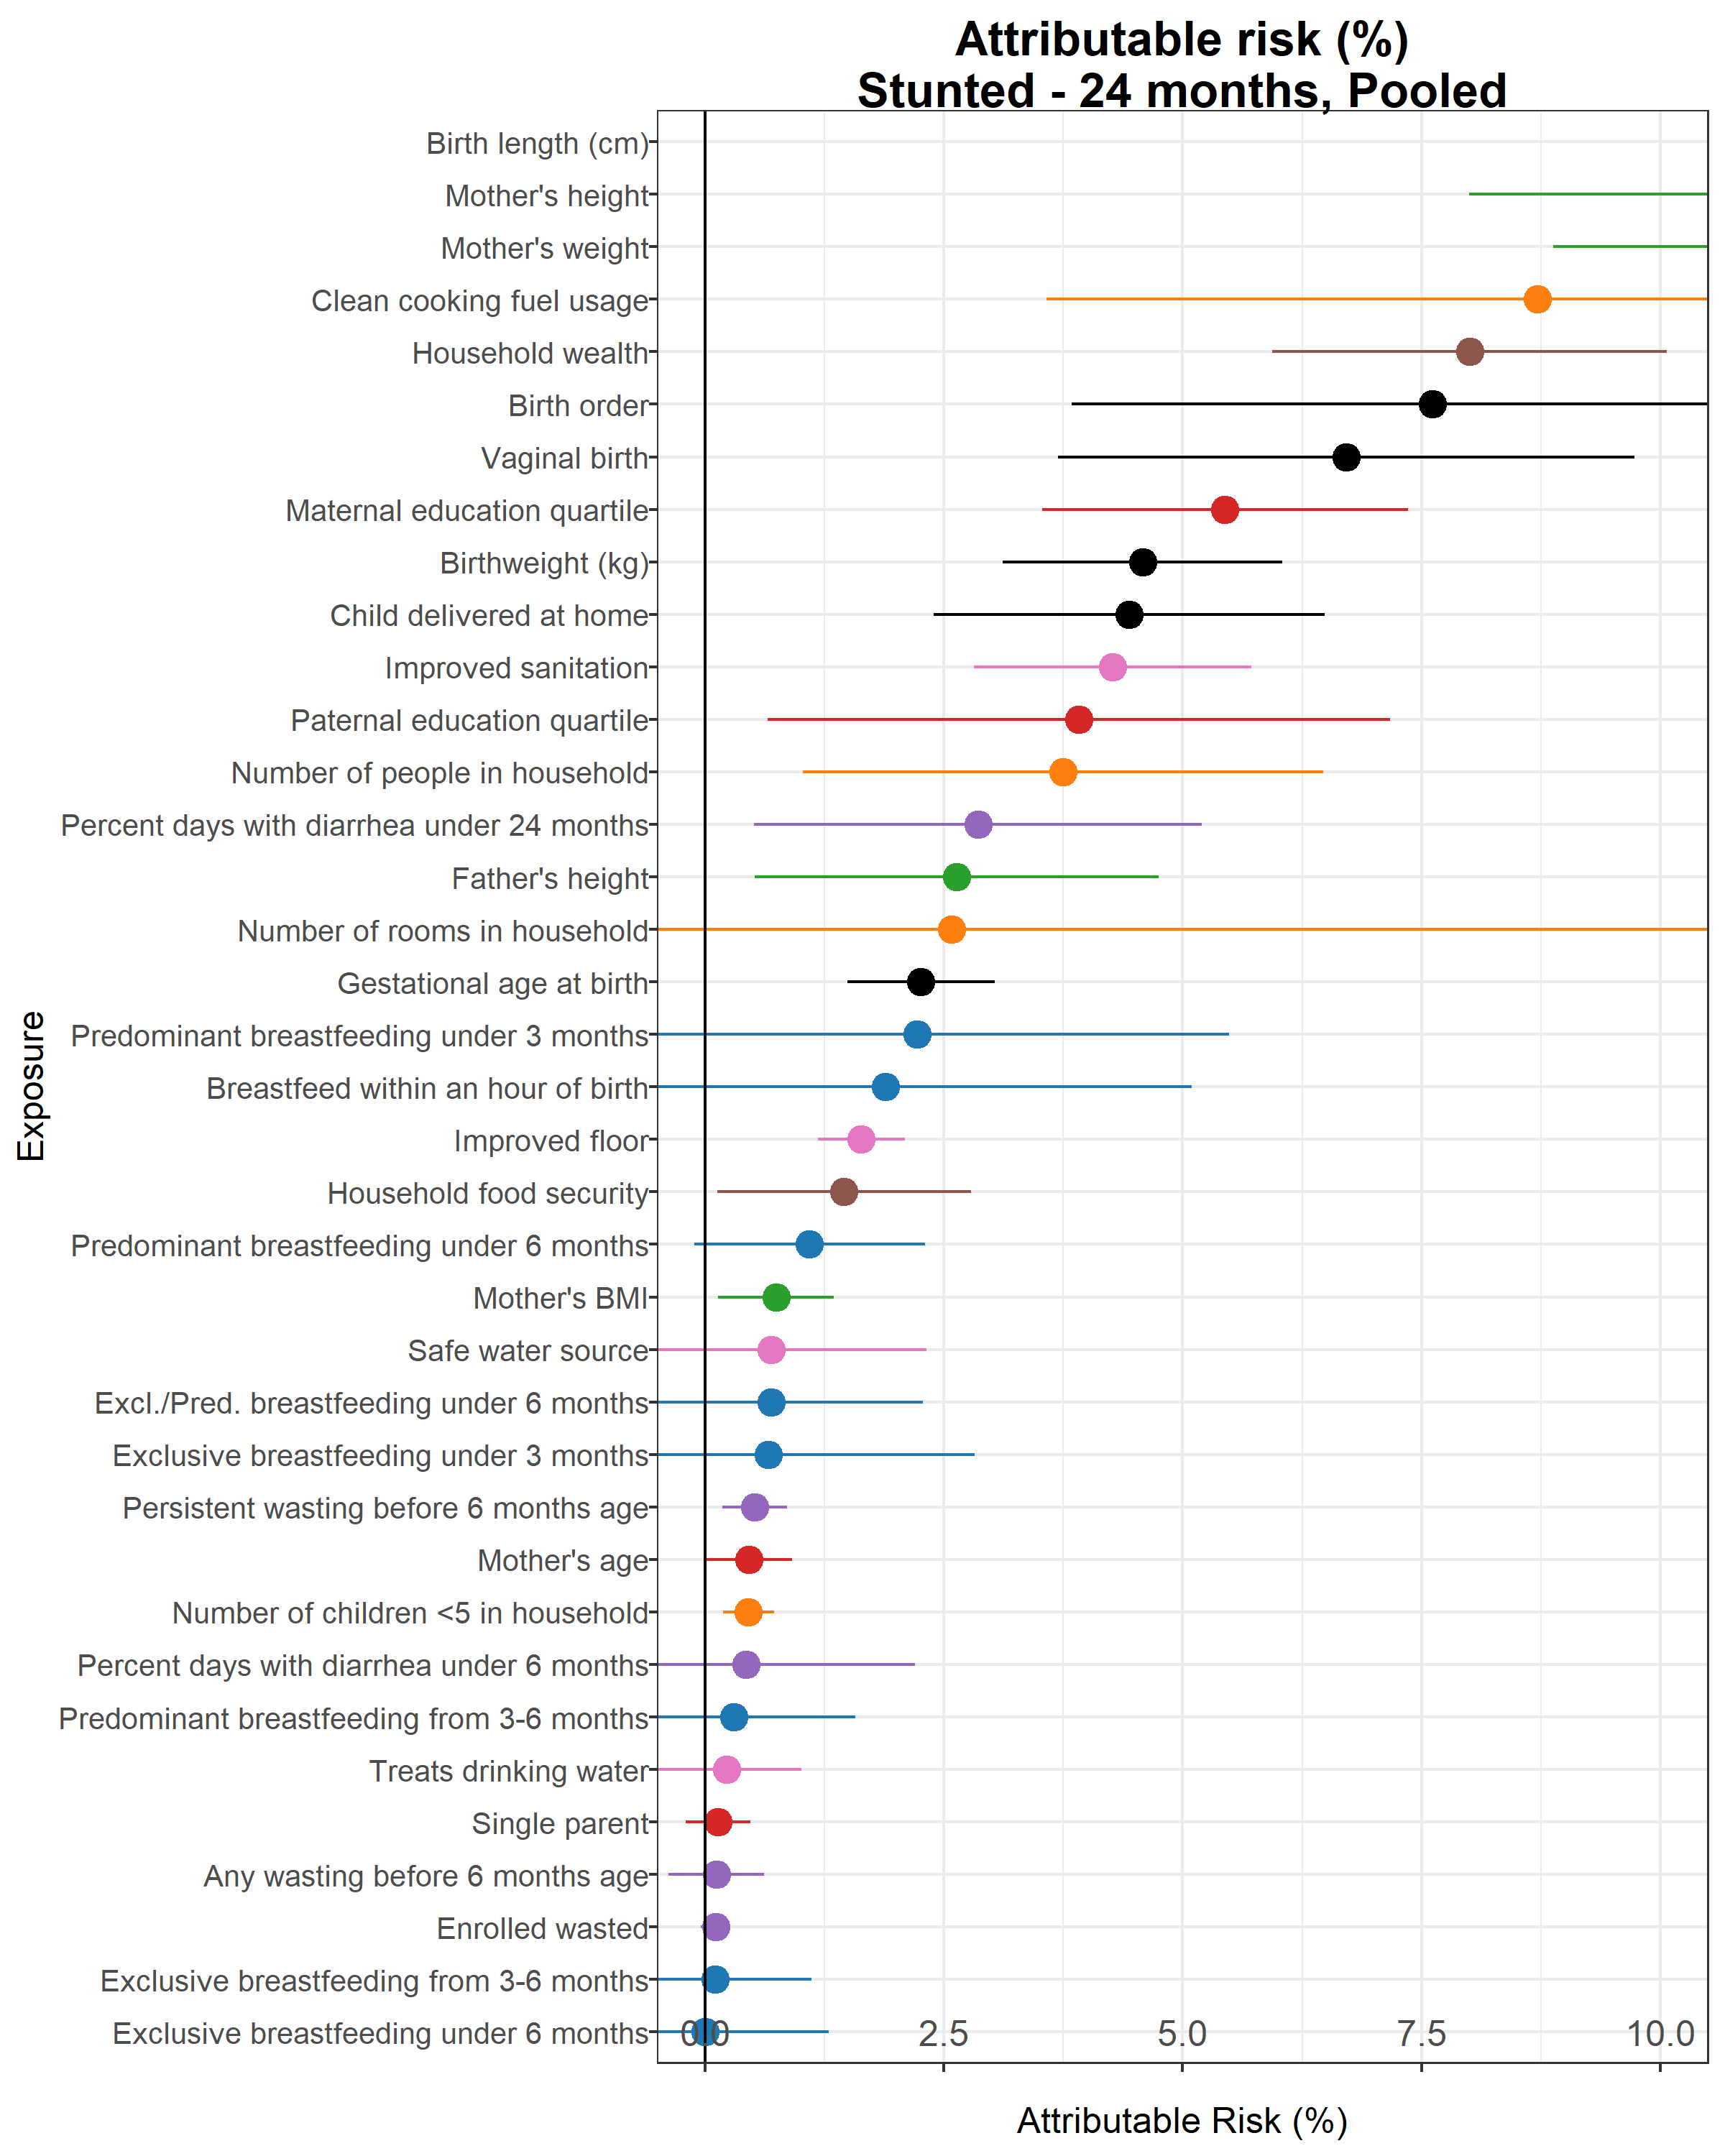 Attributable risk (%)
Stunted - 24 months, Pooled
Birth length (cm)
Mother's height
Mother's weight
Clean cooking fuel usage
Household wealth
Birth order
Vaginal birth
Maternal education quartile
Birthweight (kg)
Child delivered at home
Improved sanitation
Paternal education quartile
Number of people in household
Percent days with diarrhea under 24 months
Father's height
Number of rooms in household
Gestational age at birth
Predominant breastfeeding under 3 months
Breastfeed within an hour of birth
Improved floor
Household food security
Predominant breastfeeding under 6 months
Mother's BMI
Safe water source
Excl./Pred. breastfeeding under 6 months
Exclusive breastfeeding under 3 months
Persistent wasting before 6 months age
Mother's age
Number of children <5 in household
Percent days with diarrhea under 6 months
Predominant breastfeeding from 3-6 months
Treats drinking water
Single parent
Any wasting before 6 months age
Enrolled wasted
Exclusive breastfeeding from 3-6 months
Exclusive breastfeeding under 6 months
Exposure
0.0 2.5 5.0 7.5 10.0
Attributable Risk (%)